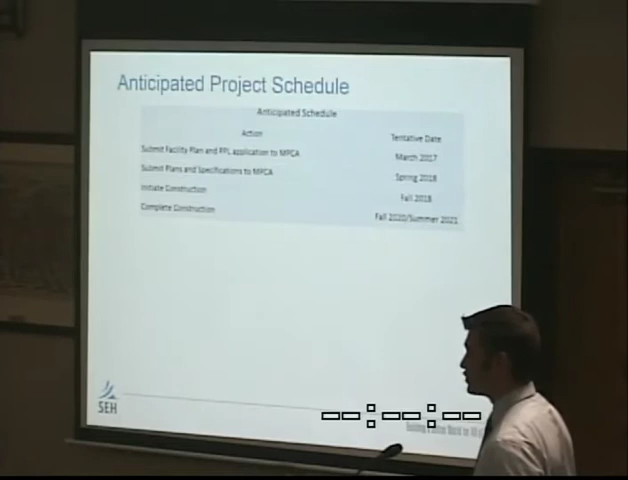 Anticipated Project Schedule
Anticipated Schedule
Action Tentative Date
Submit Facility Plan and PPL application to MPCA March 2017
Submit Plans and Specifications to MPCA Spring 2018
Initiate Construction Fall 2018
Complete Construction Fall 2020/Summer 2021
SEH
--:--:--